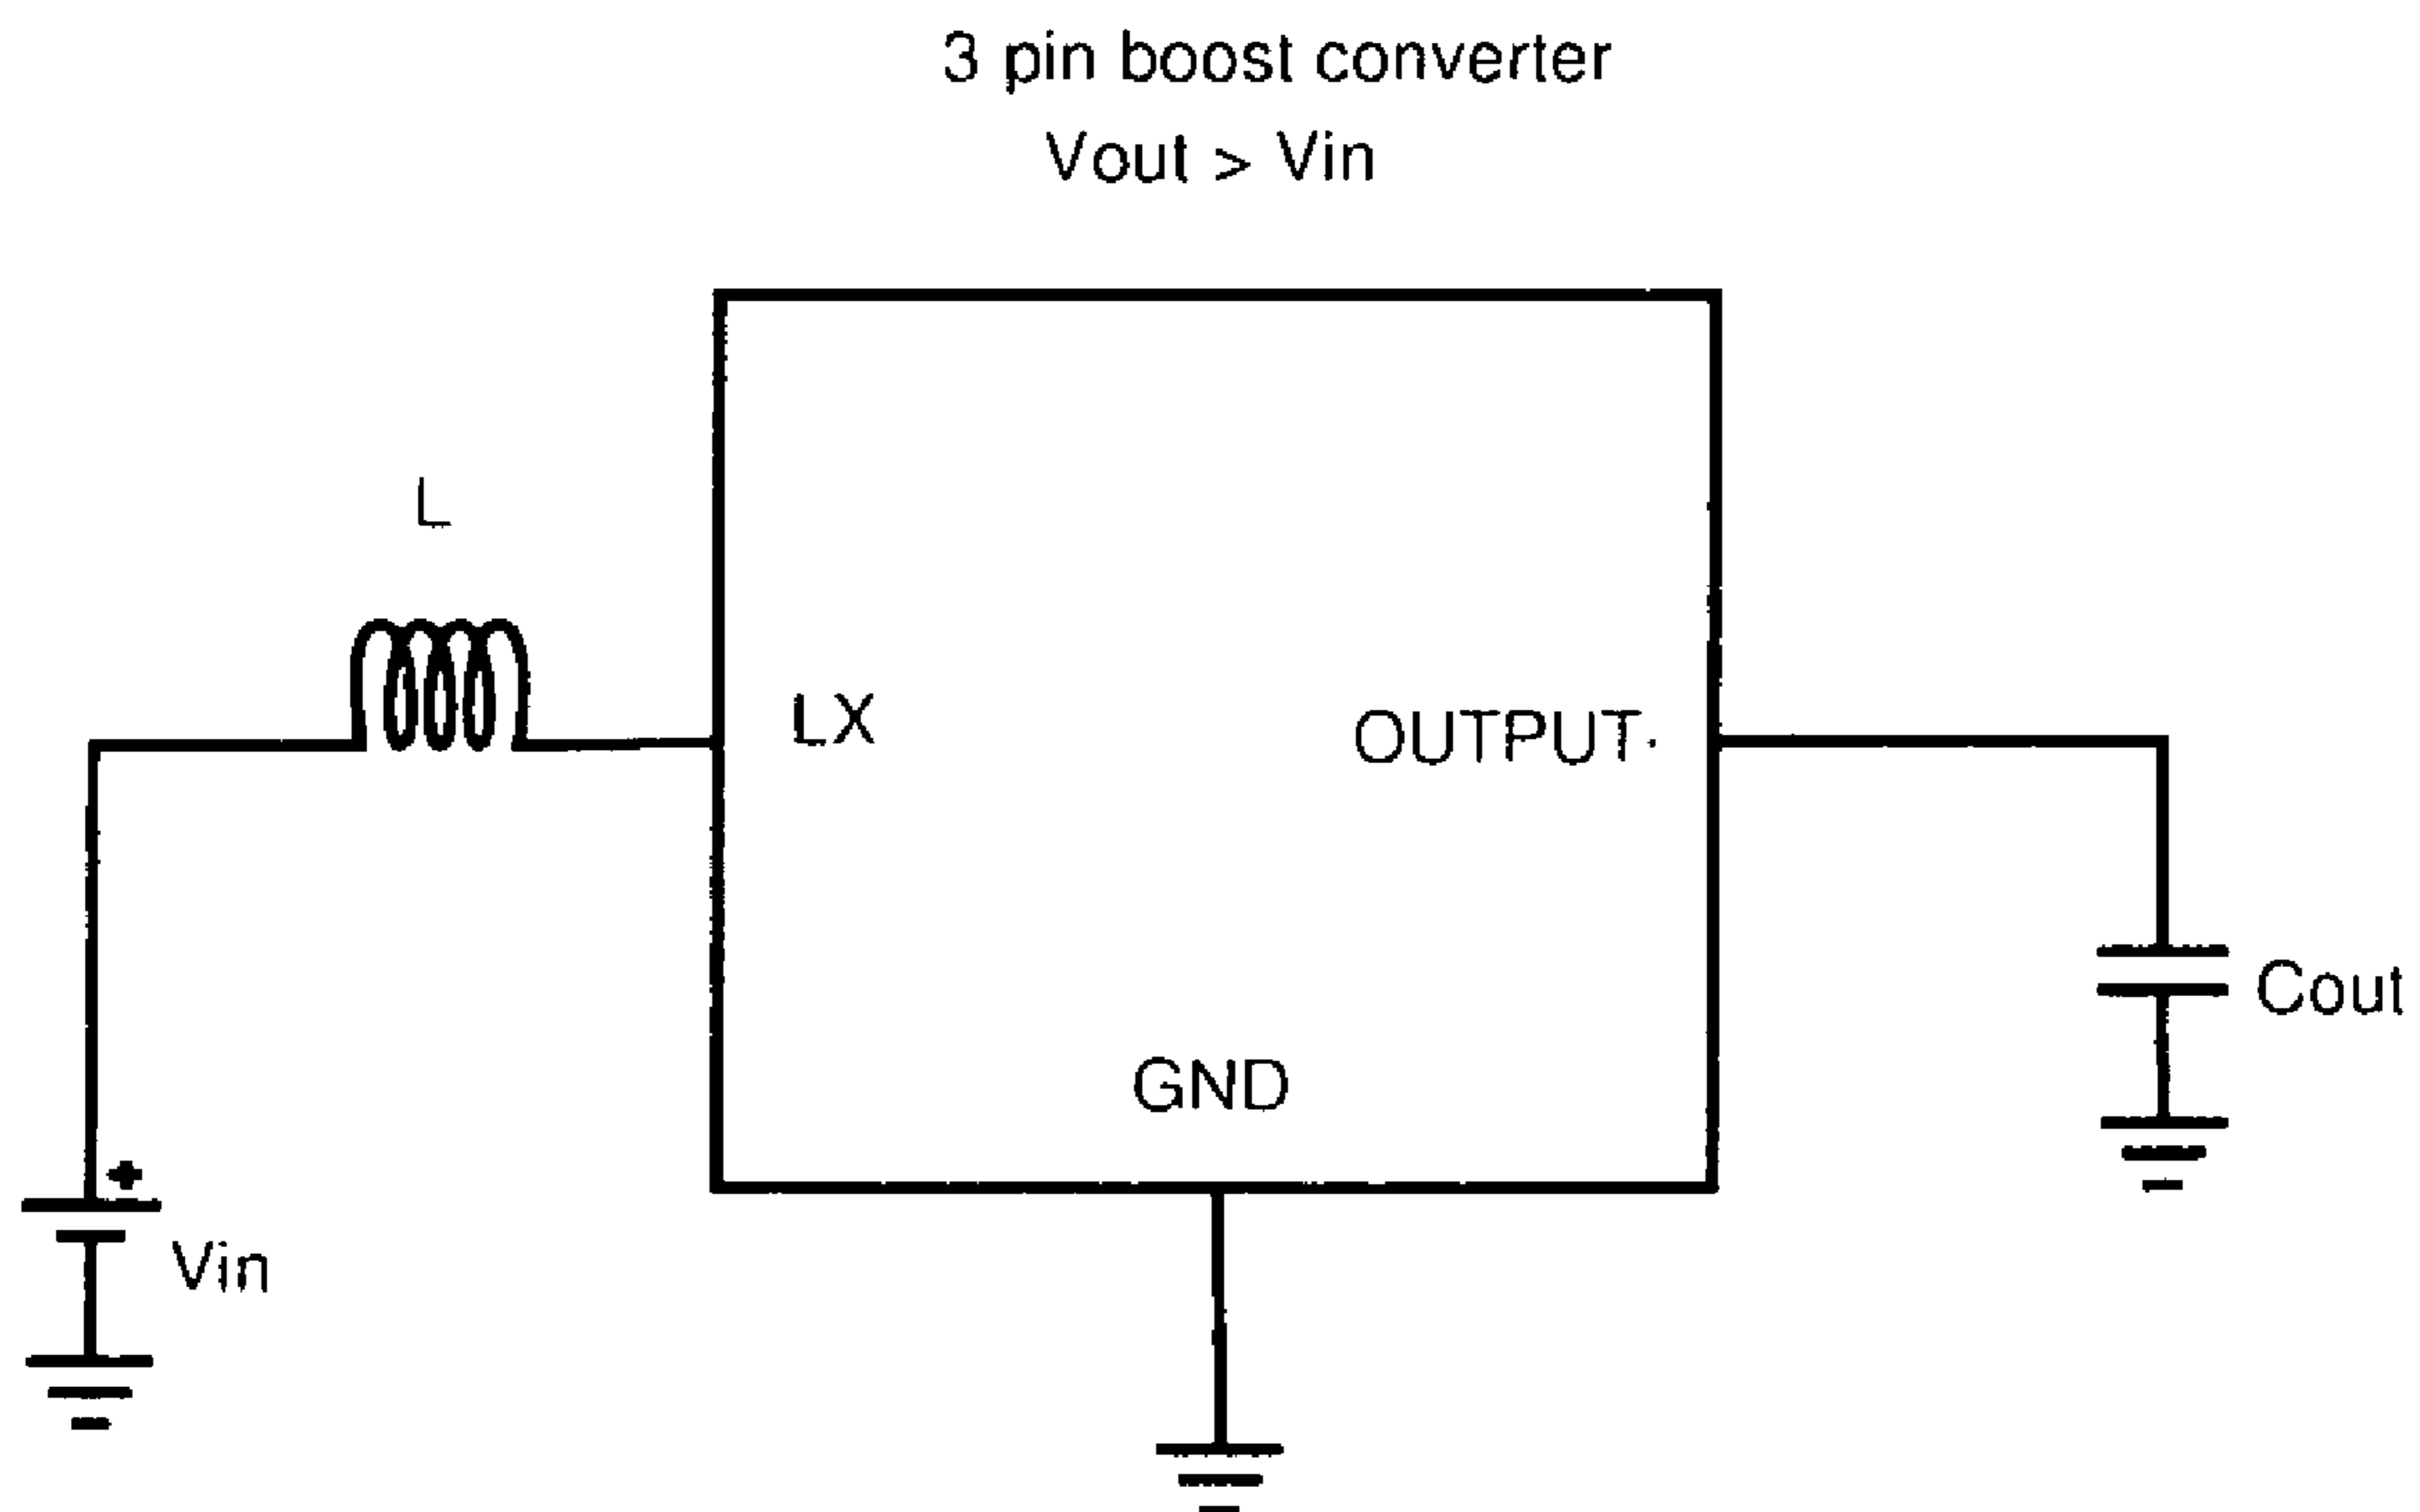 3 pin boost converter
Vout > Vin
L
LX
OUTPUT
GND
+
Vin
Cout